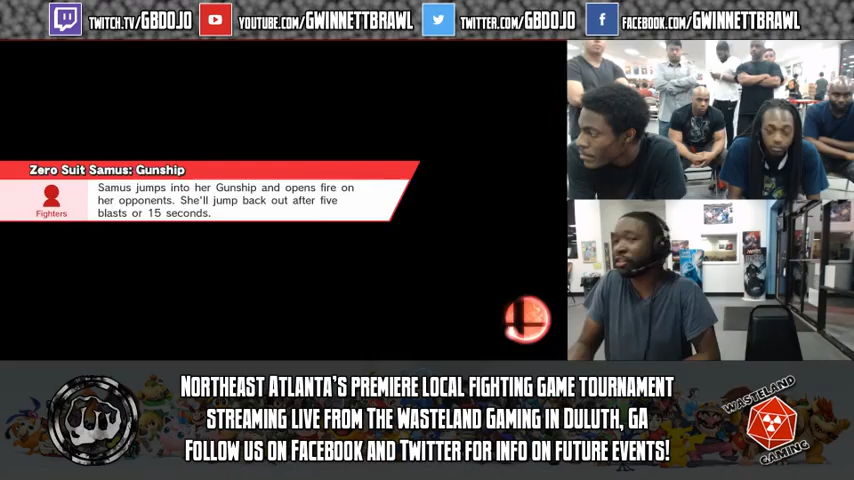 TWITCH.TV/GBDOJO
YOUTUBE.COM/GWINNETTBRAWL
TWITTER.COM/GBDOJO
FACEBOOK.COM/GWINNETTBRAWL
Zero Suit Samus: Gunship
Fighters
Samus jumps into her Gunship and opens fire on
her opponents. She'll jump back out after five
blasts or 15 seconds.
NORTHEAST ATLANTA'S PREMIERE LOCAL FIGHTING GAME TOURNAMENT
STREAMING LIVE FROM THE WASTELAND GAMING IN DULUTH, GA
FOLLOW US ON FACEBOOK AND TWITTER FOR INFO ON FUTURE EVENTS!
WASTELAND
GAMING